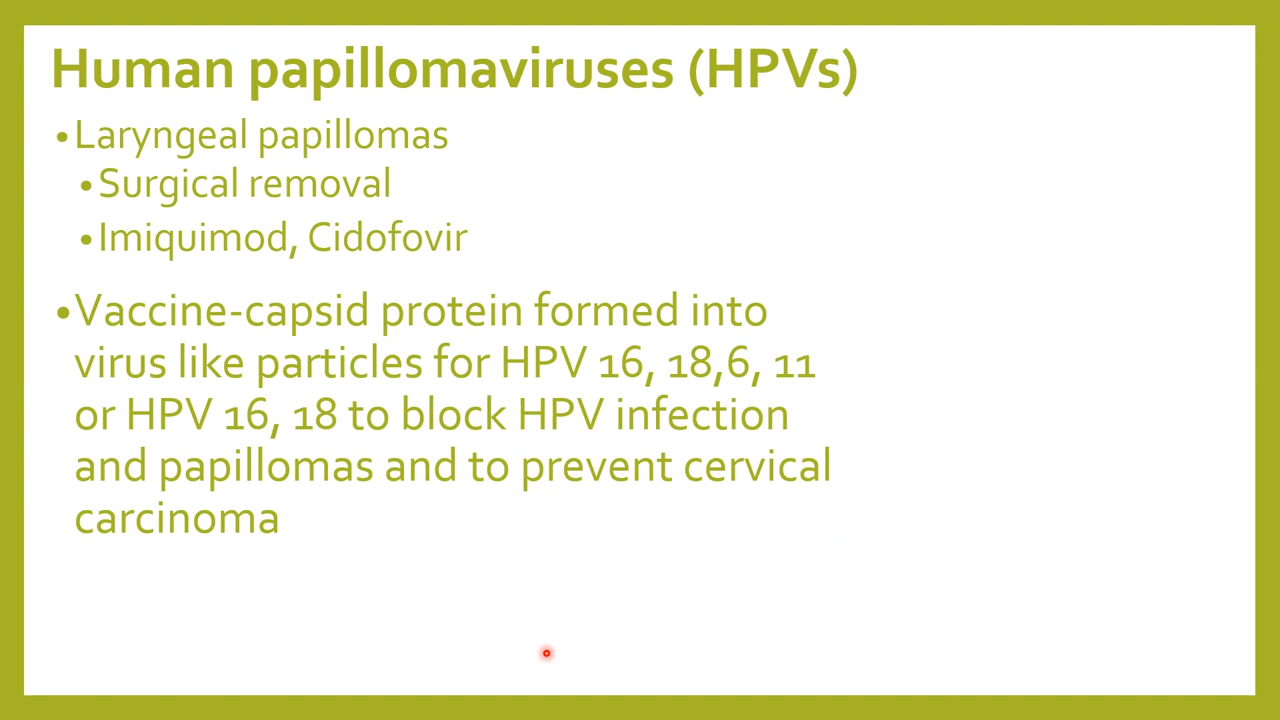 Human papillomaviruses (HPVs)
•Laryngeal papillomas
•Surgical removal
•Imiquimod, Cidofovir
•Vaccine-capsid protein formed into
virus like particles for HPV 16, 18,6, 11
or HPV 16, 18 to block HPV infection
and papillomas and to prevent cervical
carcinoma